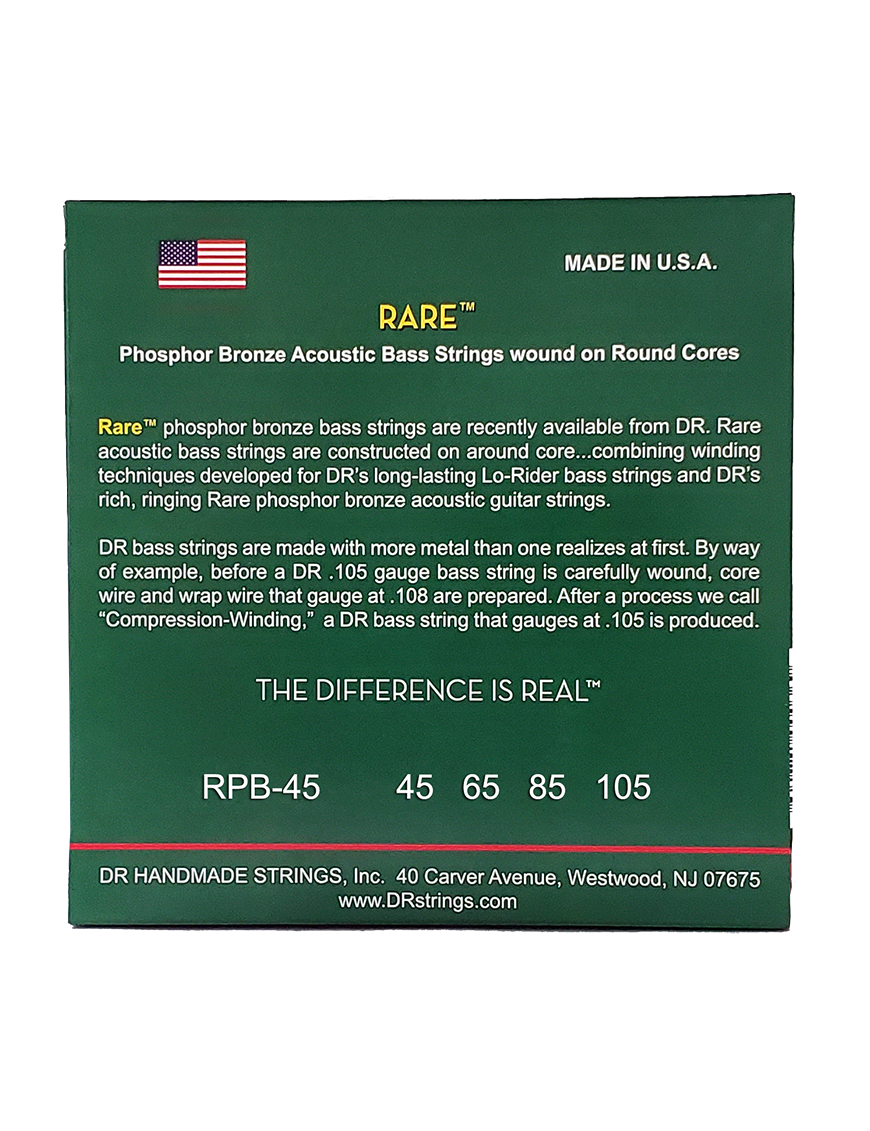 MADE IN U.S.A.
RARE™
Phosphor Bronze Acoustic Bass Strings wound on Round Cores
Rare™ phosphor bronze bass strings are recently available from DR. Rare
acoustic bass strings are constructed on around core...combining winding
techniques developed for DR's long-lasting Lo-Rider bass strings and DR's
rich, ringing Rare phosphor bronze acoustic guitar strings.
DR bass strings are made with more metal than one realizes at first. By way
of example, before a DR .105 gauge bass string is carefully wound, core
wire and wrap wire that gauge at .108 are prepared. After a process we call
“Compression-Winding,” a DR bass string that gauges at .105 is produced.
THE DIFFERENCE IS REAL™
RPB-45 45 65 85 105
DR HANDMADE STRINGS, Inc. 40 Carver Avenue, Westwood, NJ 07675
www.DRstrings.com